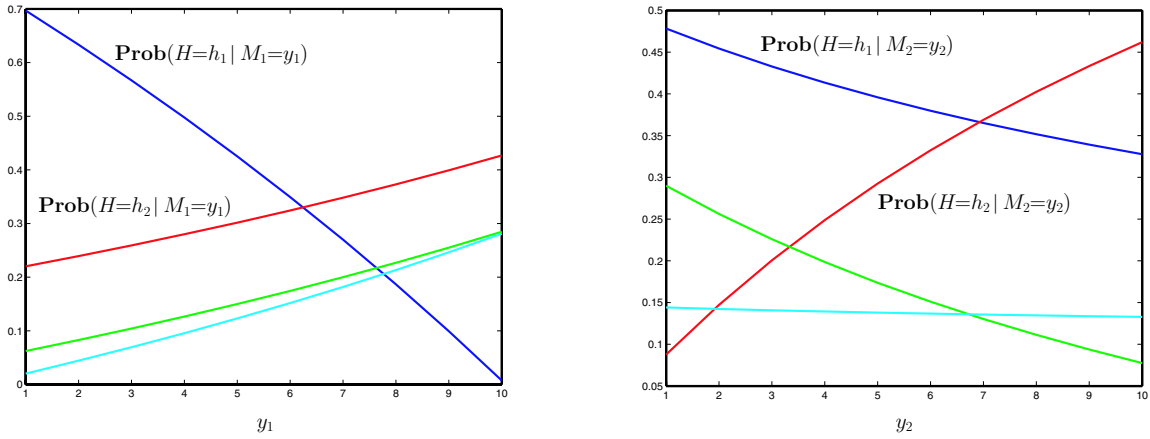 0.7
0.6
0.5
0.4
0.3
0.2
0.1
0
1 2 3 4 5 6 7 8 9 10
Prob(H=h₁| M₁=y₁)
Prob(H=h₂| M₁=y₁)
y₁
0.5
0.45
0.4
0.35
0.3
0.25
0.2
0.15
0.1
0.05
1 2 3 4 5 6 7 8 9 10
Prob(H=h₁| M₂=y₂)
Prob(H=h₂| M₂=y₂)
y₂